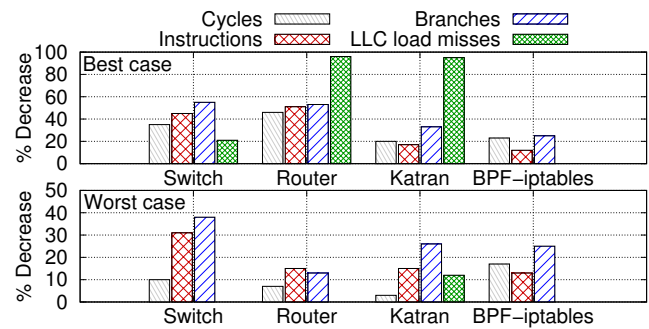 Cycles Branches
Instructions LLC load misses
% Decrease
100
80
60
40
20
0
Best case
Switch Router Katran BPF-iptables
% Decrease
50
40
30
20
10
0
Worst case
Switch Router Katran BPF-iptables